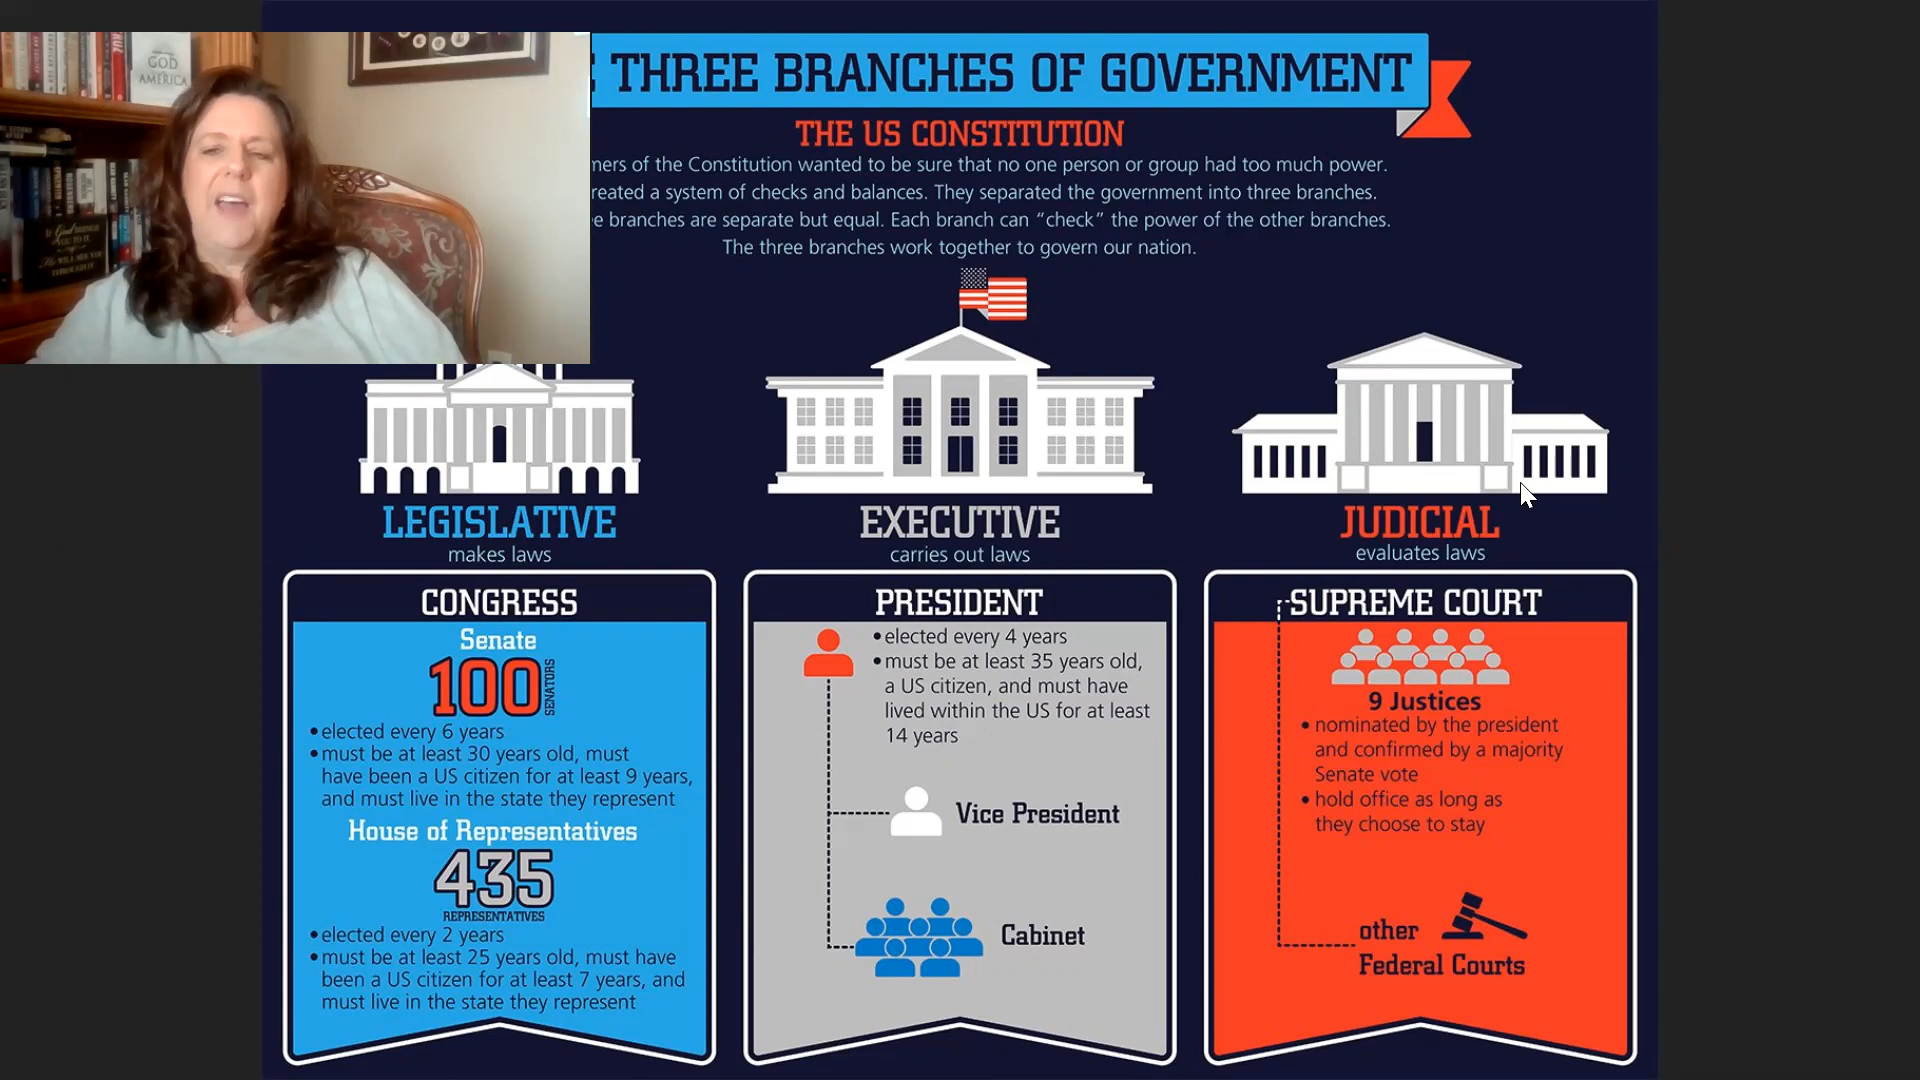 GOD
AMERICA
THREE BRANCHES OF GOVERNMENT
THE US CONSTITUTION
mers of the Constitution wanted to be sure that no one person or group had too much power.
reated a system of checks and balances. They separated the government into three branches.
e branches are separate but equal. Each branch can “check” the power of the other branches.
The three branches work together to govern our nation.
LEGISLATIVE
makes laws
EXECUTIVE
carries out laws
JUDICIAL
evaluates laws
CONGRESS
Senate
100
SENATORS
• elected every 6 years
• must be at least 30 years old, must
have been a US citizen for at least 9 years,
and must live in the state they represent
House of Representatives
435
REPRESENTATIVES
• elected every 2 years
• must be at least 25 years old, must have
been a US citizen for at least 7 years, and
must live in the state they represent
PRESIDENT
• elected every 4 years
• must be at least 35 years old,
a US citizen, and must have
lived within the US for at least
14 years
Vice President
Cabinet
SUPREME COURT
9 Justices
• nominated by the president
and confirmed by a majority
Senate vote
• hold office as long as
they choose to stay
other
Federal Courts